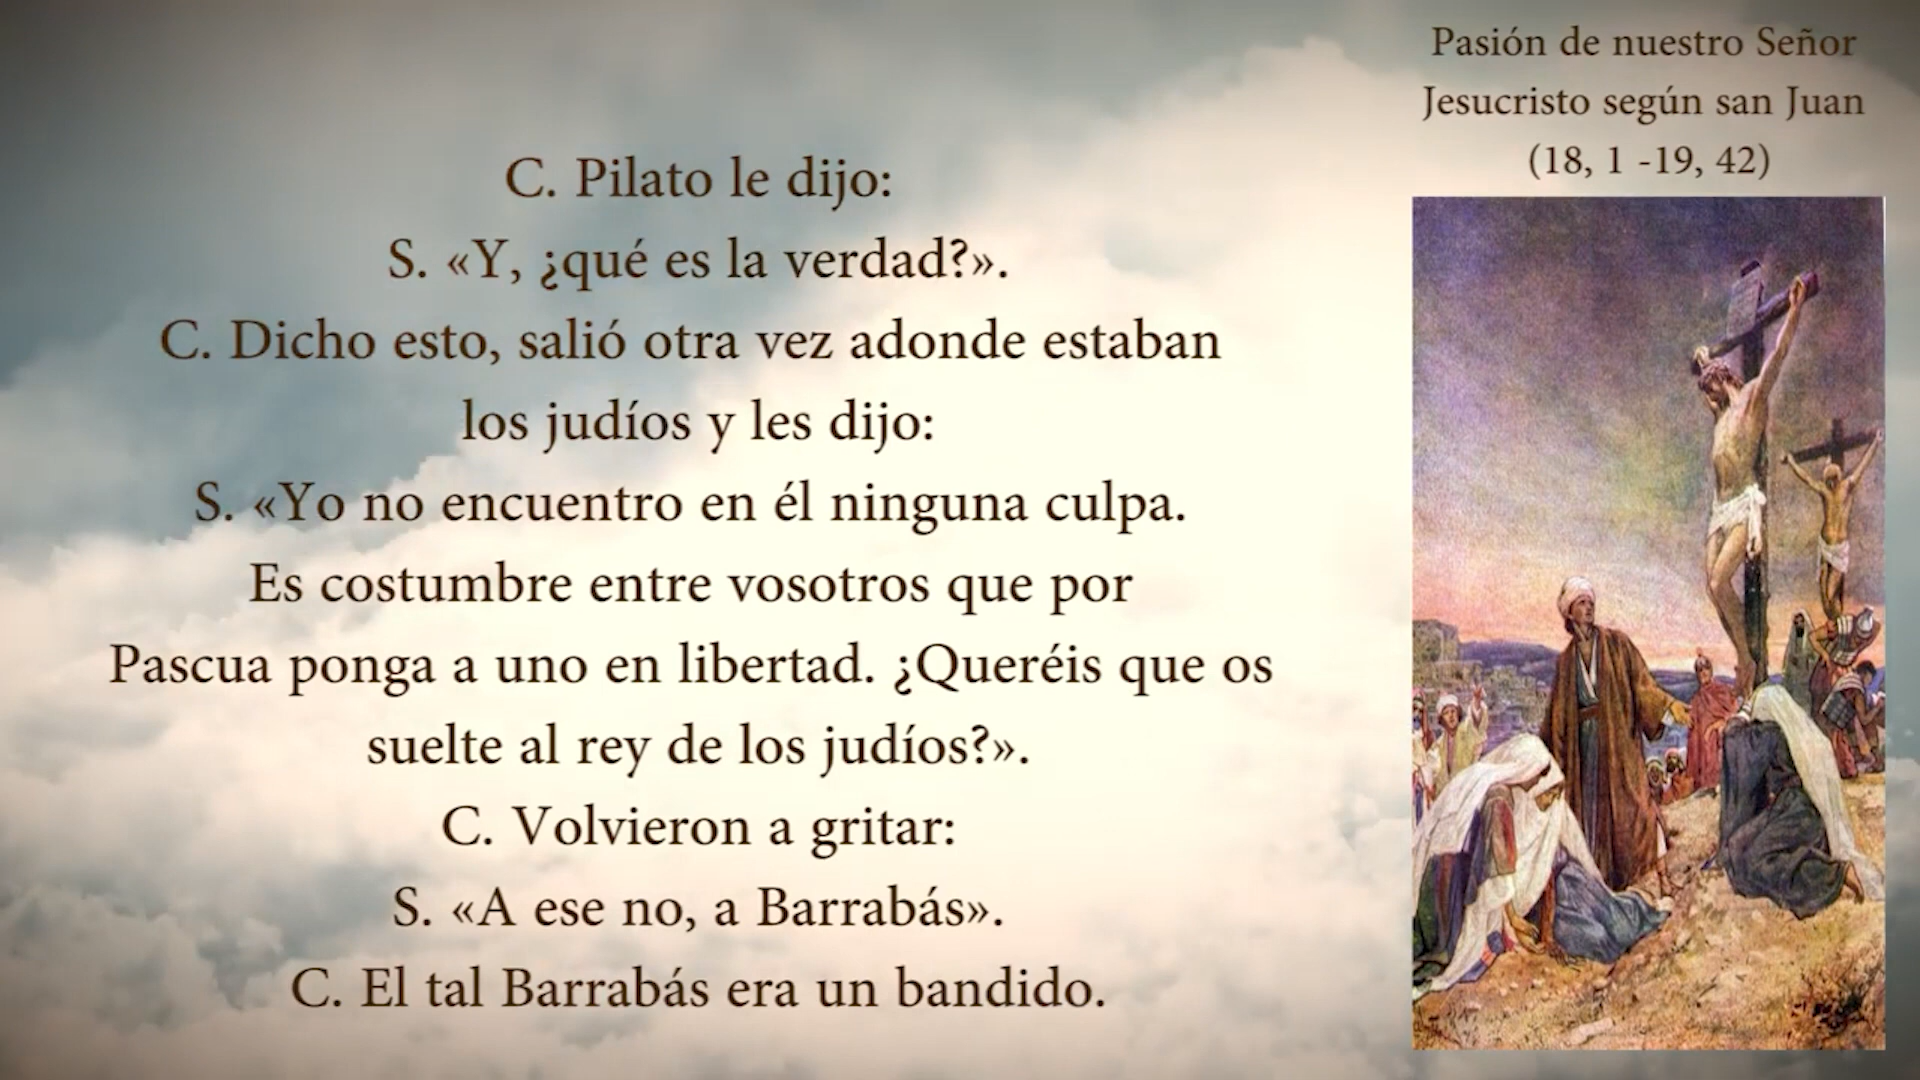 Pasión de nuestro Señor
Jesucristo según san Juan
(18, 1 -19, 42)
C. Pilato le dijo:
S. «Y, ¿qué es la verdad?».
C. Dicho esto, salió otra vez adonde estaban
los judíos y les dijo:
S. «Yo no encuentro en él ninguna culpa.
Es costumbre entre vosotros que por
Pascua ponga a uno en libertad. ¿Queréis que os
suelte al rey de los judíos?».
C. Volvieron a gritar:
S. «A ese no, a Barrabás».
C. El tal Barrabás era un bandido.